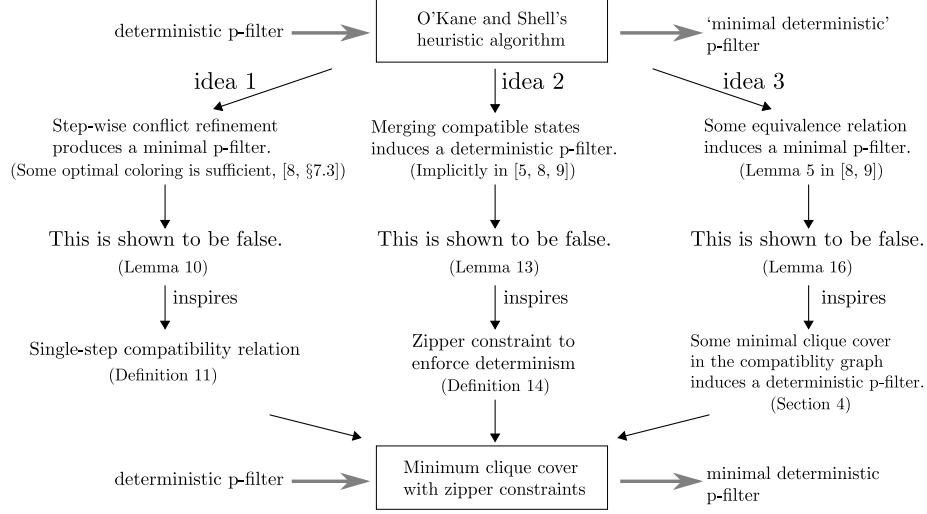 deterministic p-filter
O'Kane and Shell's
heuristic algorithm
'minimal deterministic'
p-filter
idea 1
idea 2
idea 3
Step-wise conflict refinement
produces a minimal p-filter.
(Some optimal coloring is sufficient, [8, §7.3])
Merging compatible states
induces a deterministic p-filter.
(Implicitly in [5, 8, 9])
Some equivalence relation
induces a minimal p-filter.
(Lemma 5 in [8, 9])
This is shown to be false.
(Lemma 10)
This is shown to be false.
(Lemma 13)
This is shown to be false.
(Lemma 16)
inspires
inspires
inspires
Single-step compatibility relation
(Definition 11)
Zipper constraint to
enforce determinism
(Definition 14)
Some minimal clique cover
in the compatiblity graph
induces a deterministic p-filter.
(Section 4)
deterministic p-filter
Minimum clique cover
with zipper constraints
minimal deterministic
p-filter